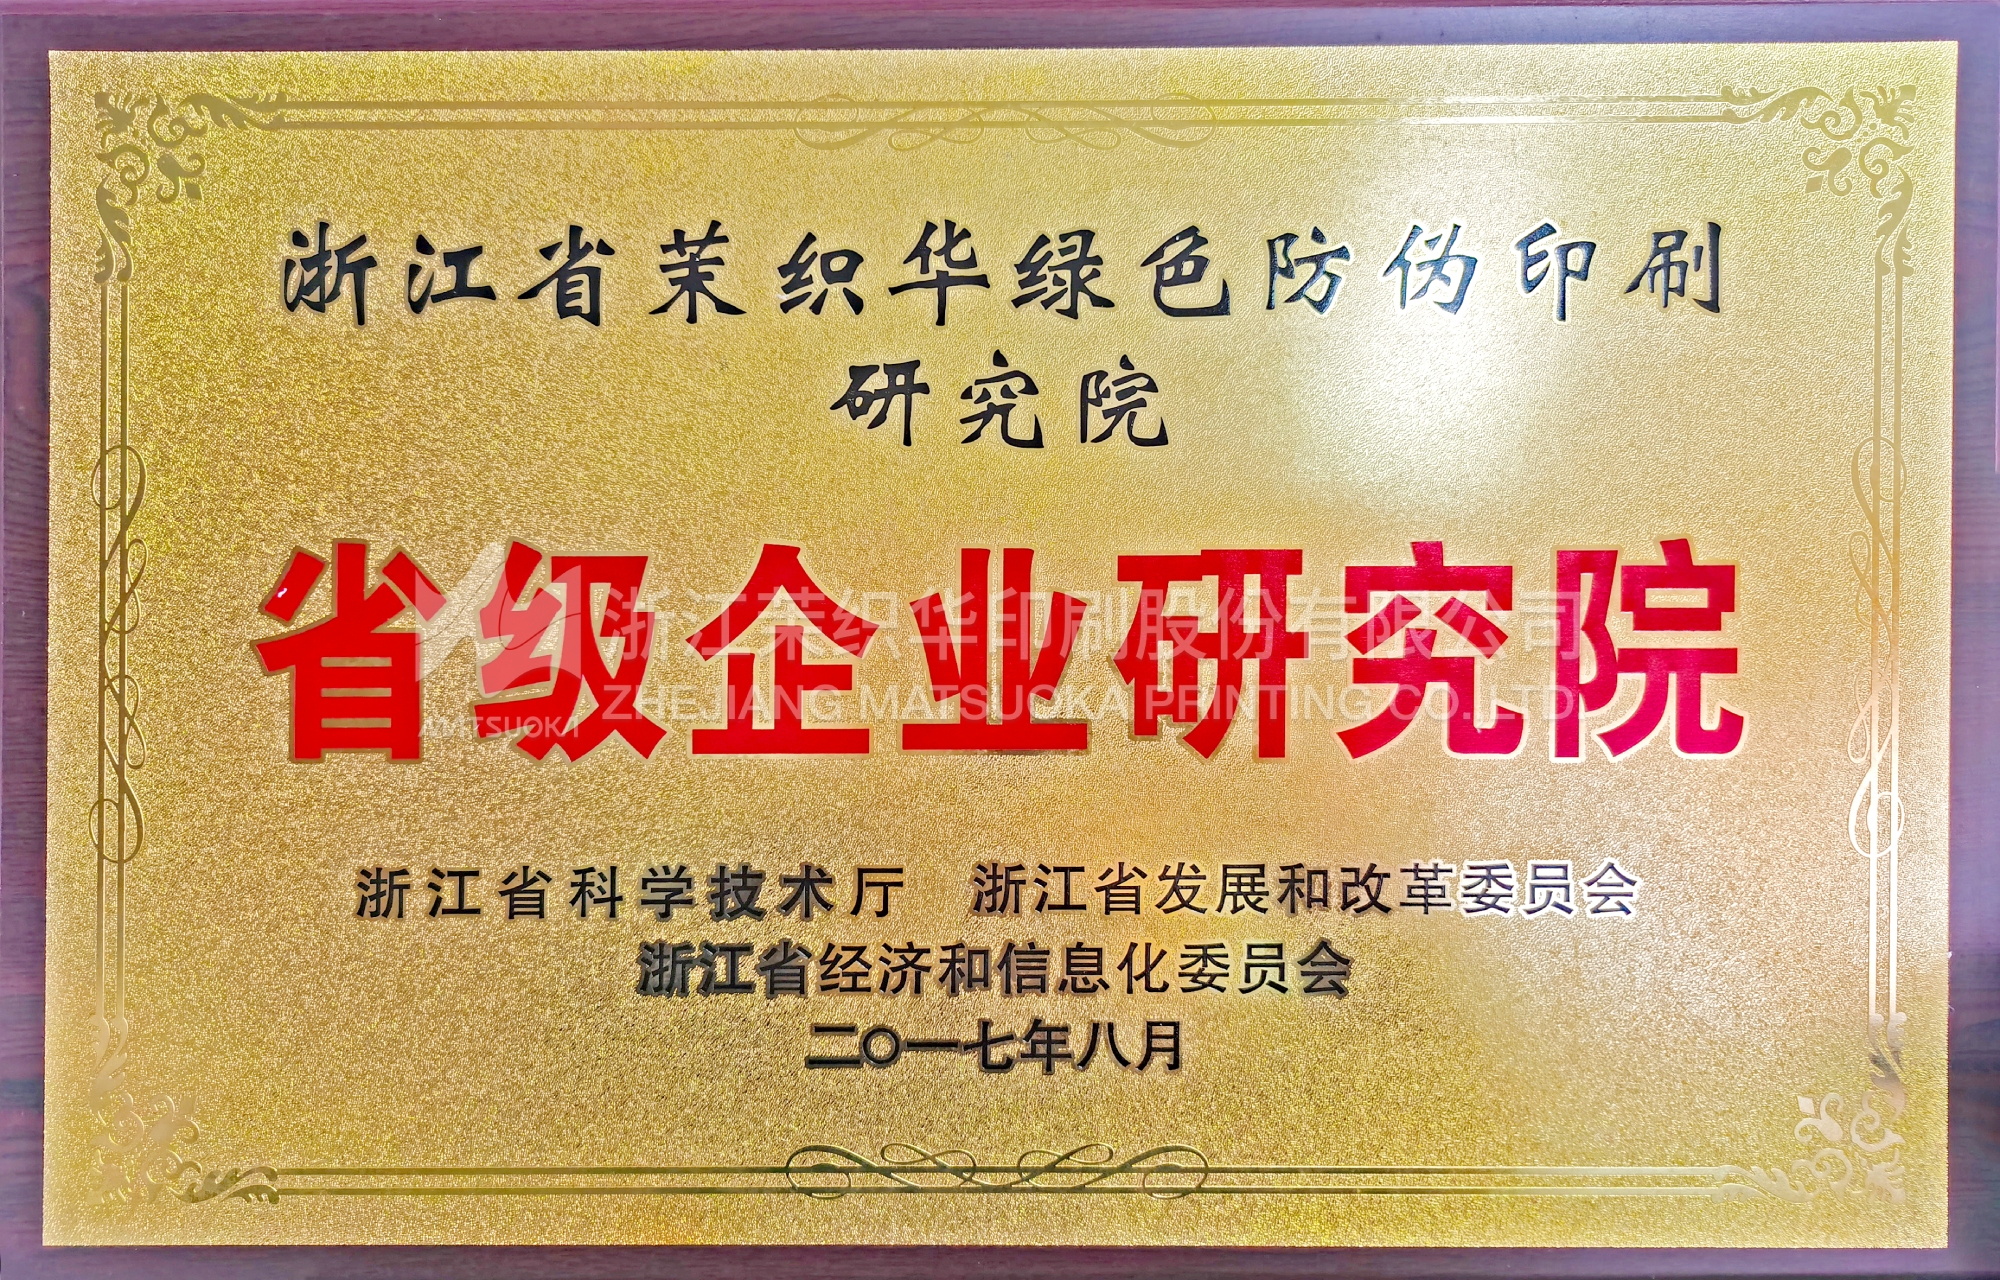 浙江省茉织华绿色防伪印刷
研究院
省级企业研究院
浙江茉织华印刷股份有限公司
ZHEJIANG MATSUOKA PRINTING CO.,LTD.
AMTSUOKA
浙江省科学技术厅 浙江省发展和改革委员会
浙江省经济和信息化委员会
二〇一七年八月